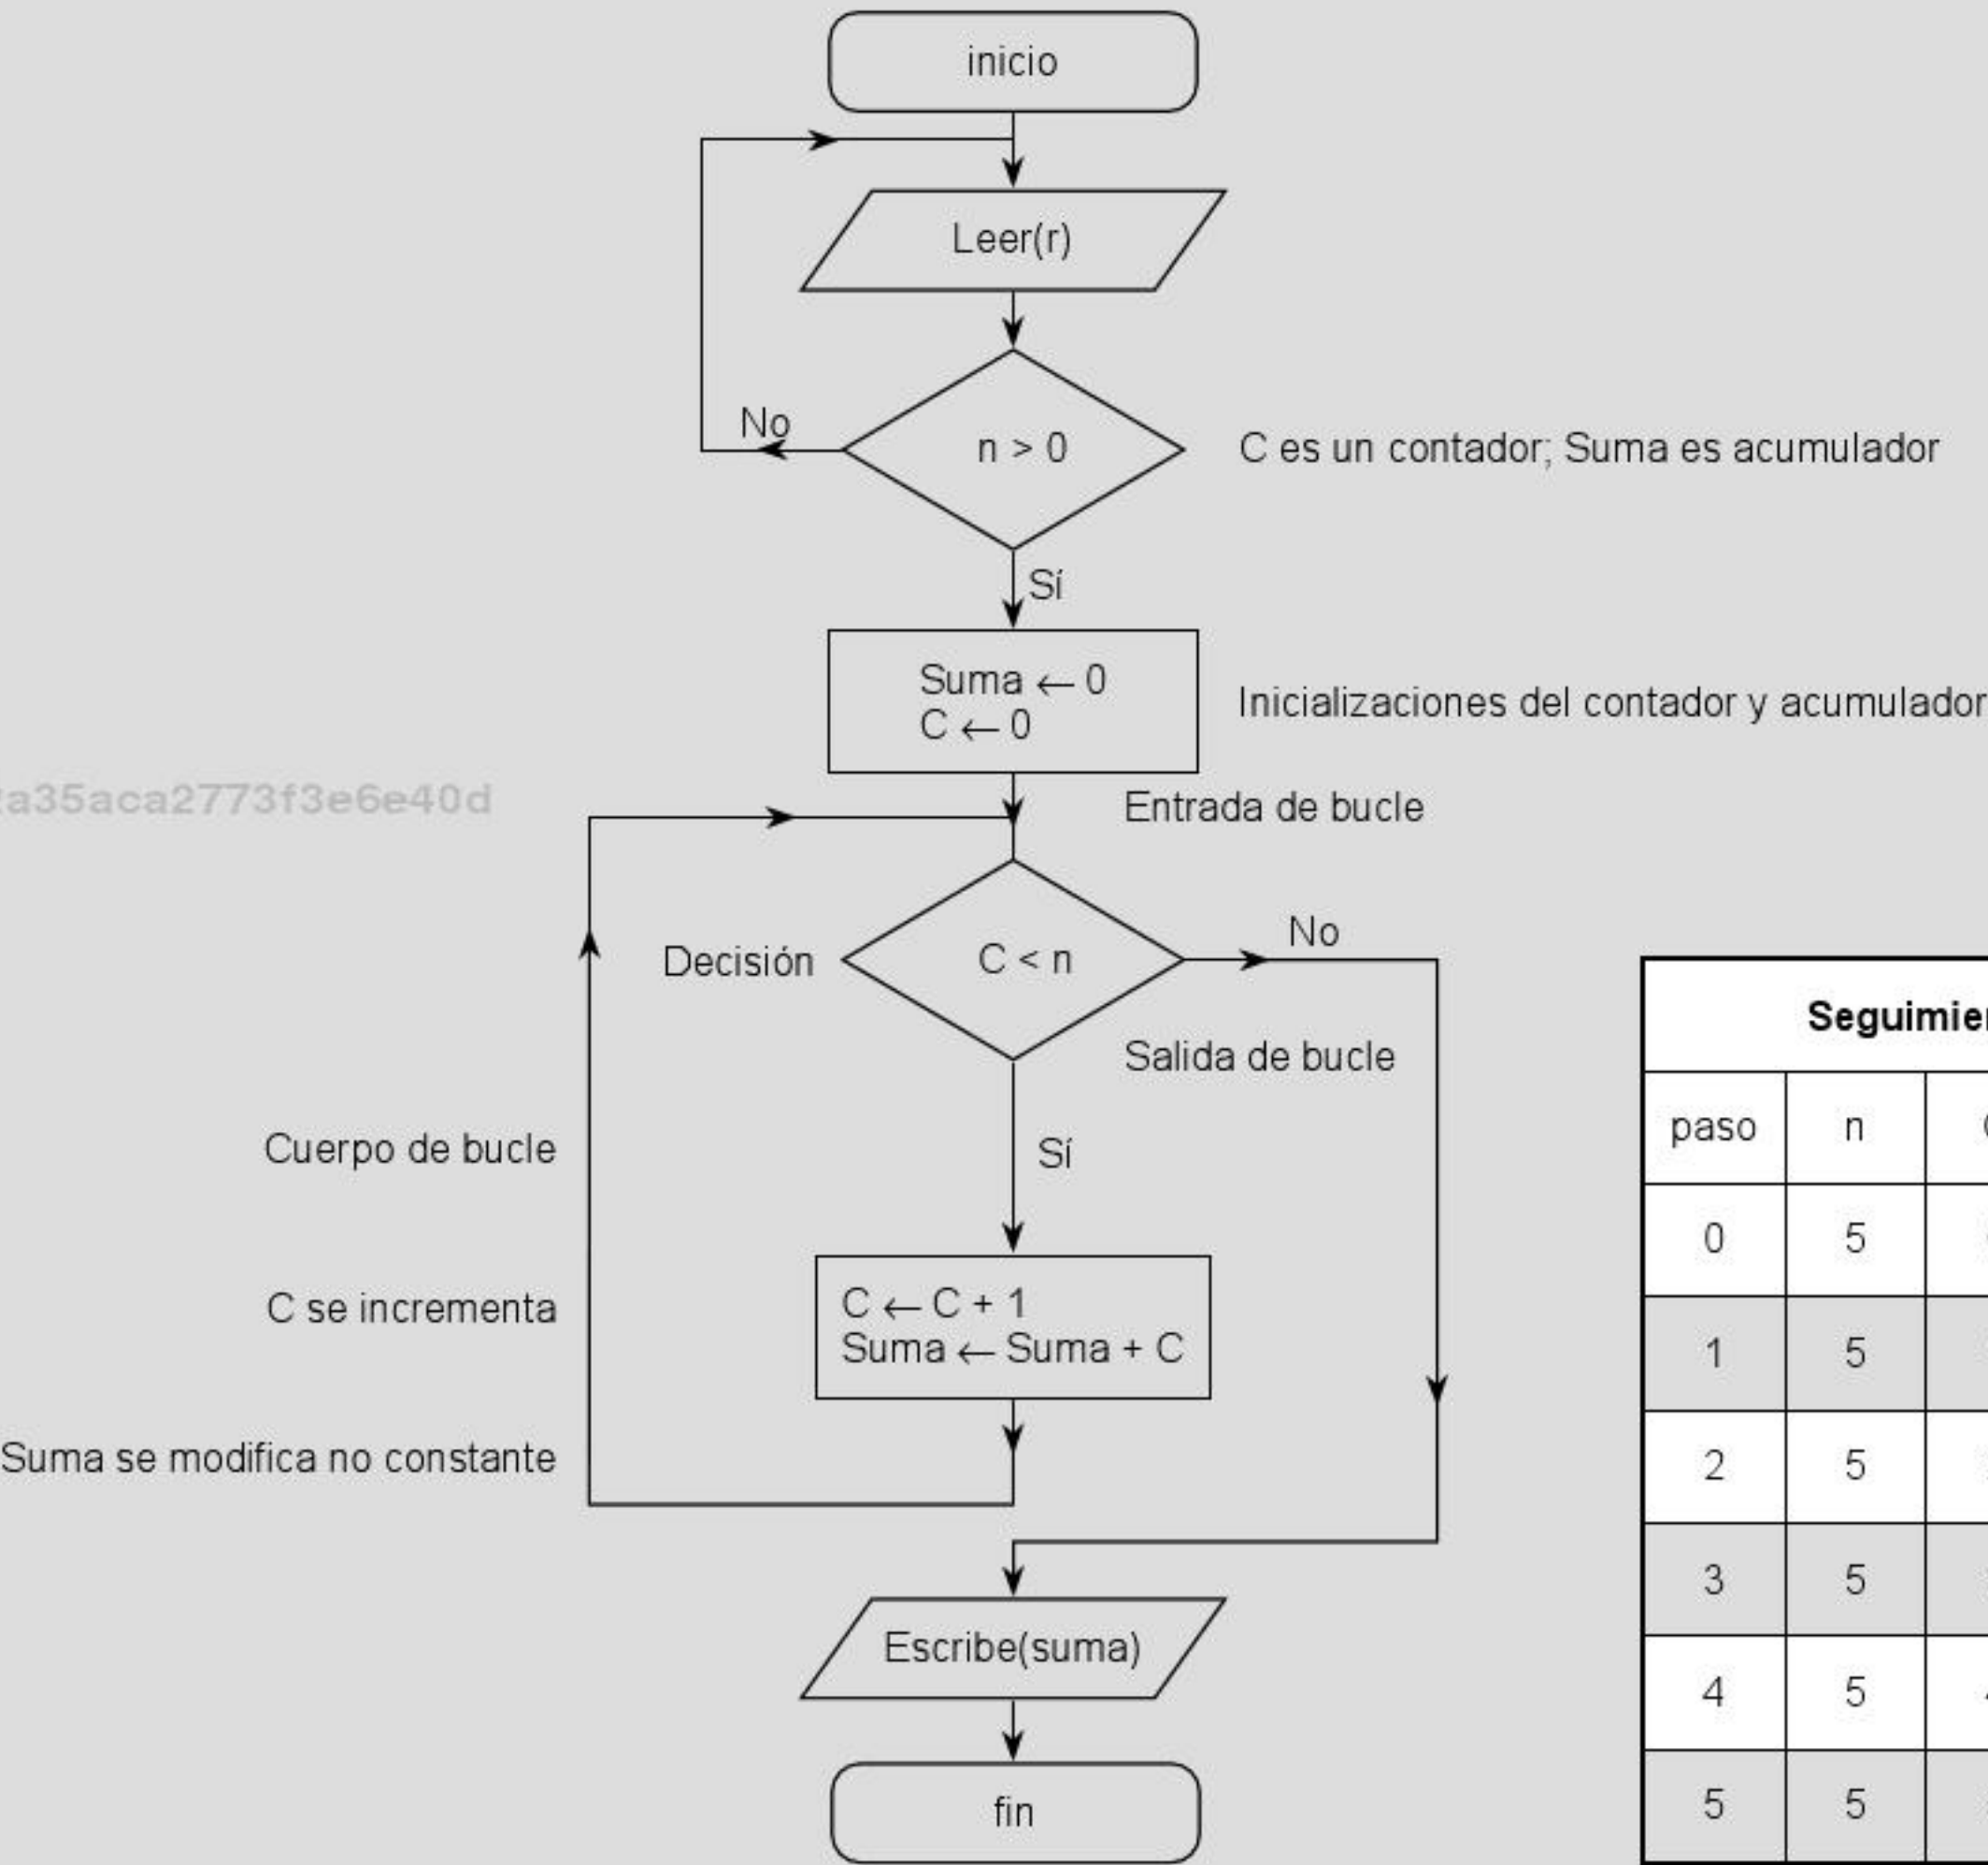 inicio
Leer(r)
No
n > 0
C es un contador; Suma es acumulador
Sí
Suma ← 0
C ← 0
Inicializaciones del contador y acumulador
a35aca2773f3e6e40d
Entrada de bucle
No
Decisión
C < n
Salida de bucle
Cuerpo de bucle
Sí
C se incrementa
C ← C + 1
Suma ← Suma + C
Suma se modifica no constante
Escribe(suma)
fin
paso n
0 5
1 5
2 5
3 5
4 5
5 5